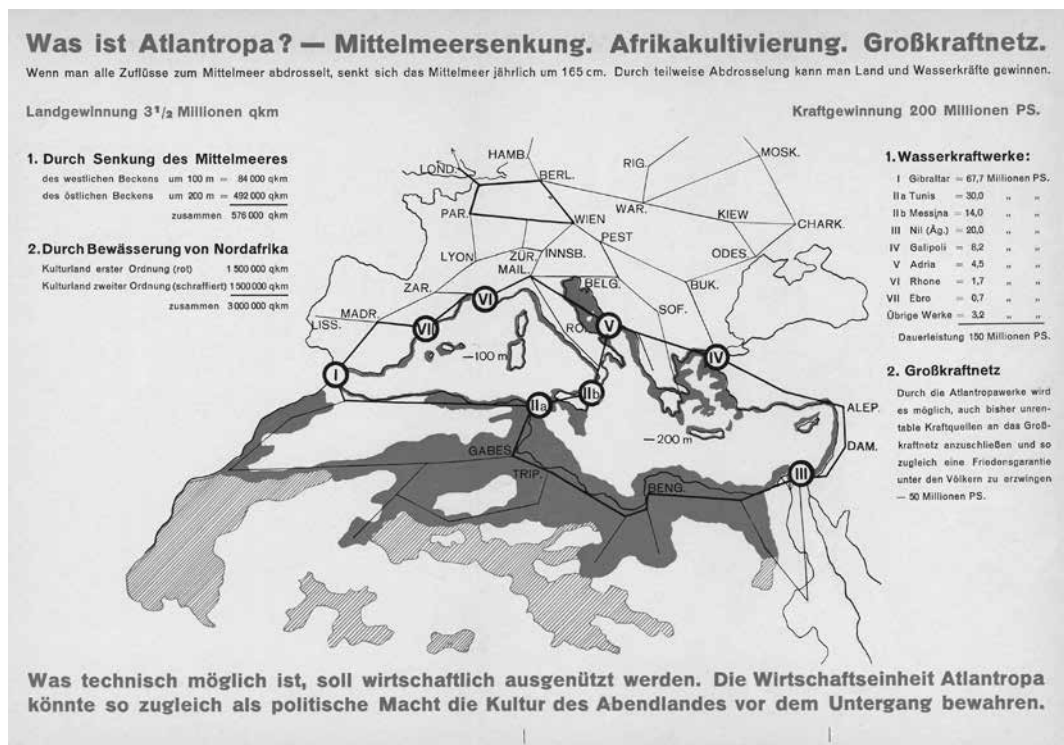 Was ist Atlantropa? — Mittelmeersenkung. Afrikakultivierung. Großkraftnetz.
Wenn man alle Zuflüsse zum Mittelmeer abdrosselt, senkt sich das Mittelmeer jährlich um 165 cm. Durch teilweise Abdrosselung kann man Land und Wasserkräfte gewinnen.
Landgewinnung 3 1/2 Millionen qkm
1. Durch Senkung des Mittelmeeres
des westlichen Beckens um 100 m = 84 000 qkm
des östlichen Beckens um 200 m = 492 000 qkm
zusammen 576 000 qkm
2. Durch Bewässerung von Nordafrika
Kulturland erster Ordnung (rot) 1 500 000 qkm
Kulturland zweiter Ordnung (schraffiert) 1 500 000 qkm
zusammen 3 000 000 qkm
Kraftgewinnung 200 Millionen PS.
1. Wasserkraftwerke:
I Gibraltar = 67,7 Millionen PS.
IIa Tunis = 30,0 " "
IIb Messina = 14,0 " "
III Nil (Äg.) = 20,0 " "
IV Galipoli = 8,2 " "
V Adria = 4,5 " "
VI Rhone = 1,7 " "
VII Ebro = 0,7 " "
Übrige Werke = 3,2 " "
Dauerleistung 150 Millionen PS.
2. Großkraftnetz
Durch die Atlantropawerke wird
es möglich, auch bisher unren-
table Kraftquellen an das Groß-
kraftnetz anzuschließen und so
zugleich eine Friedensgarantie
unter den Völkern zu erzwingen
— 50 Millionen PS.
HAMB.
RIG.
MOSK.
LOND.
BERL.
PAR.
WIEN
WAR.
KIEW
CHARK.
PEST
LYON
ZÜR.
INNSB.
ODES.
MAIL.
BELG.
BUK.
ZAR.
VI
MADR.
SOF.
LISS.
VII
V
—100 m
IV
I
IIb
IIa
ALEP.
—200 m
DAM.
GABES
TRIP.
BENG.
III
Was technisch möglich ist, soll wirtschaftlich ausgenützt werden. Die Wirtschaftseinheit Atlantropa
könnte so zugleich als politische Macht die Kultur des Abendlandes vor dem Untergang bewahren.